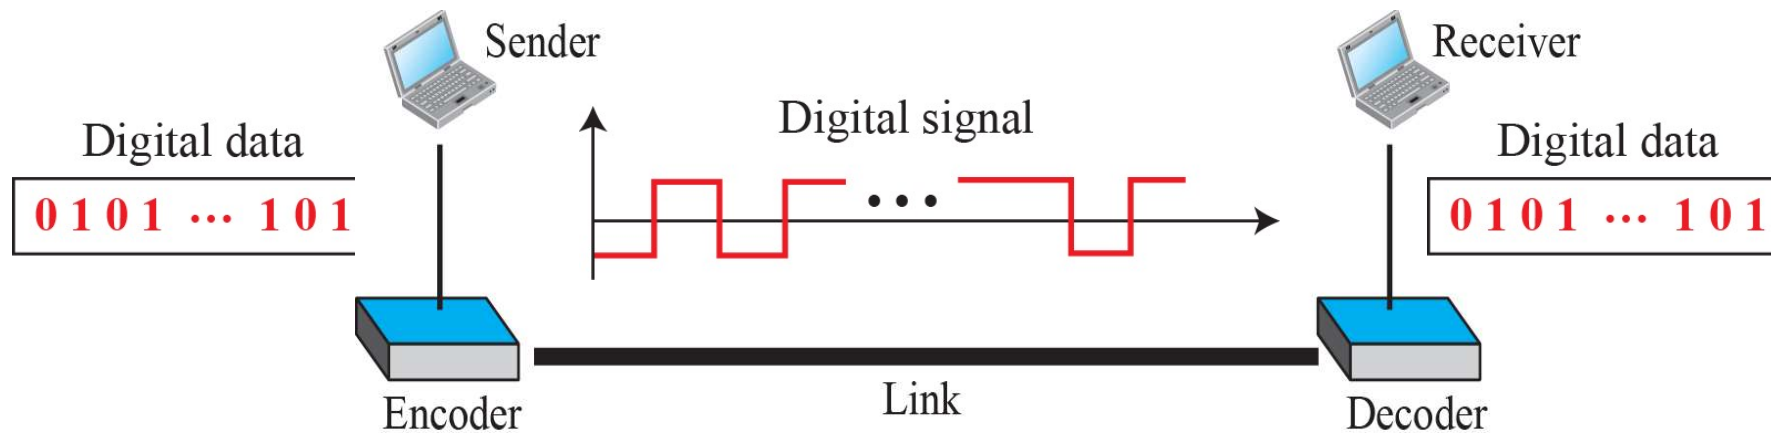 Sender
Receiver
Digital signal
Digital data
Digital data
0 1 0 1 ··· 1 0 1
0 1 0 1 ··· 1 0 1
Link
Encoder
Decoder